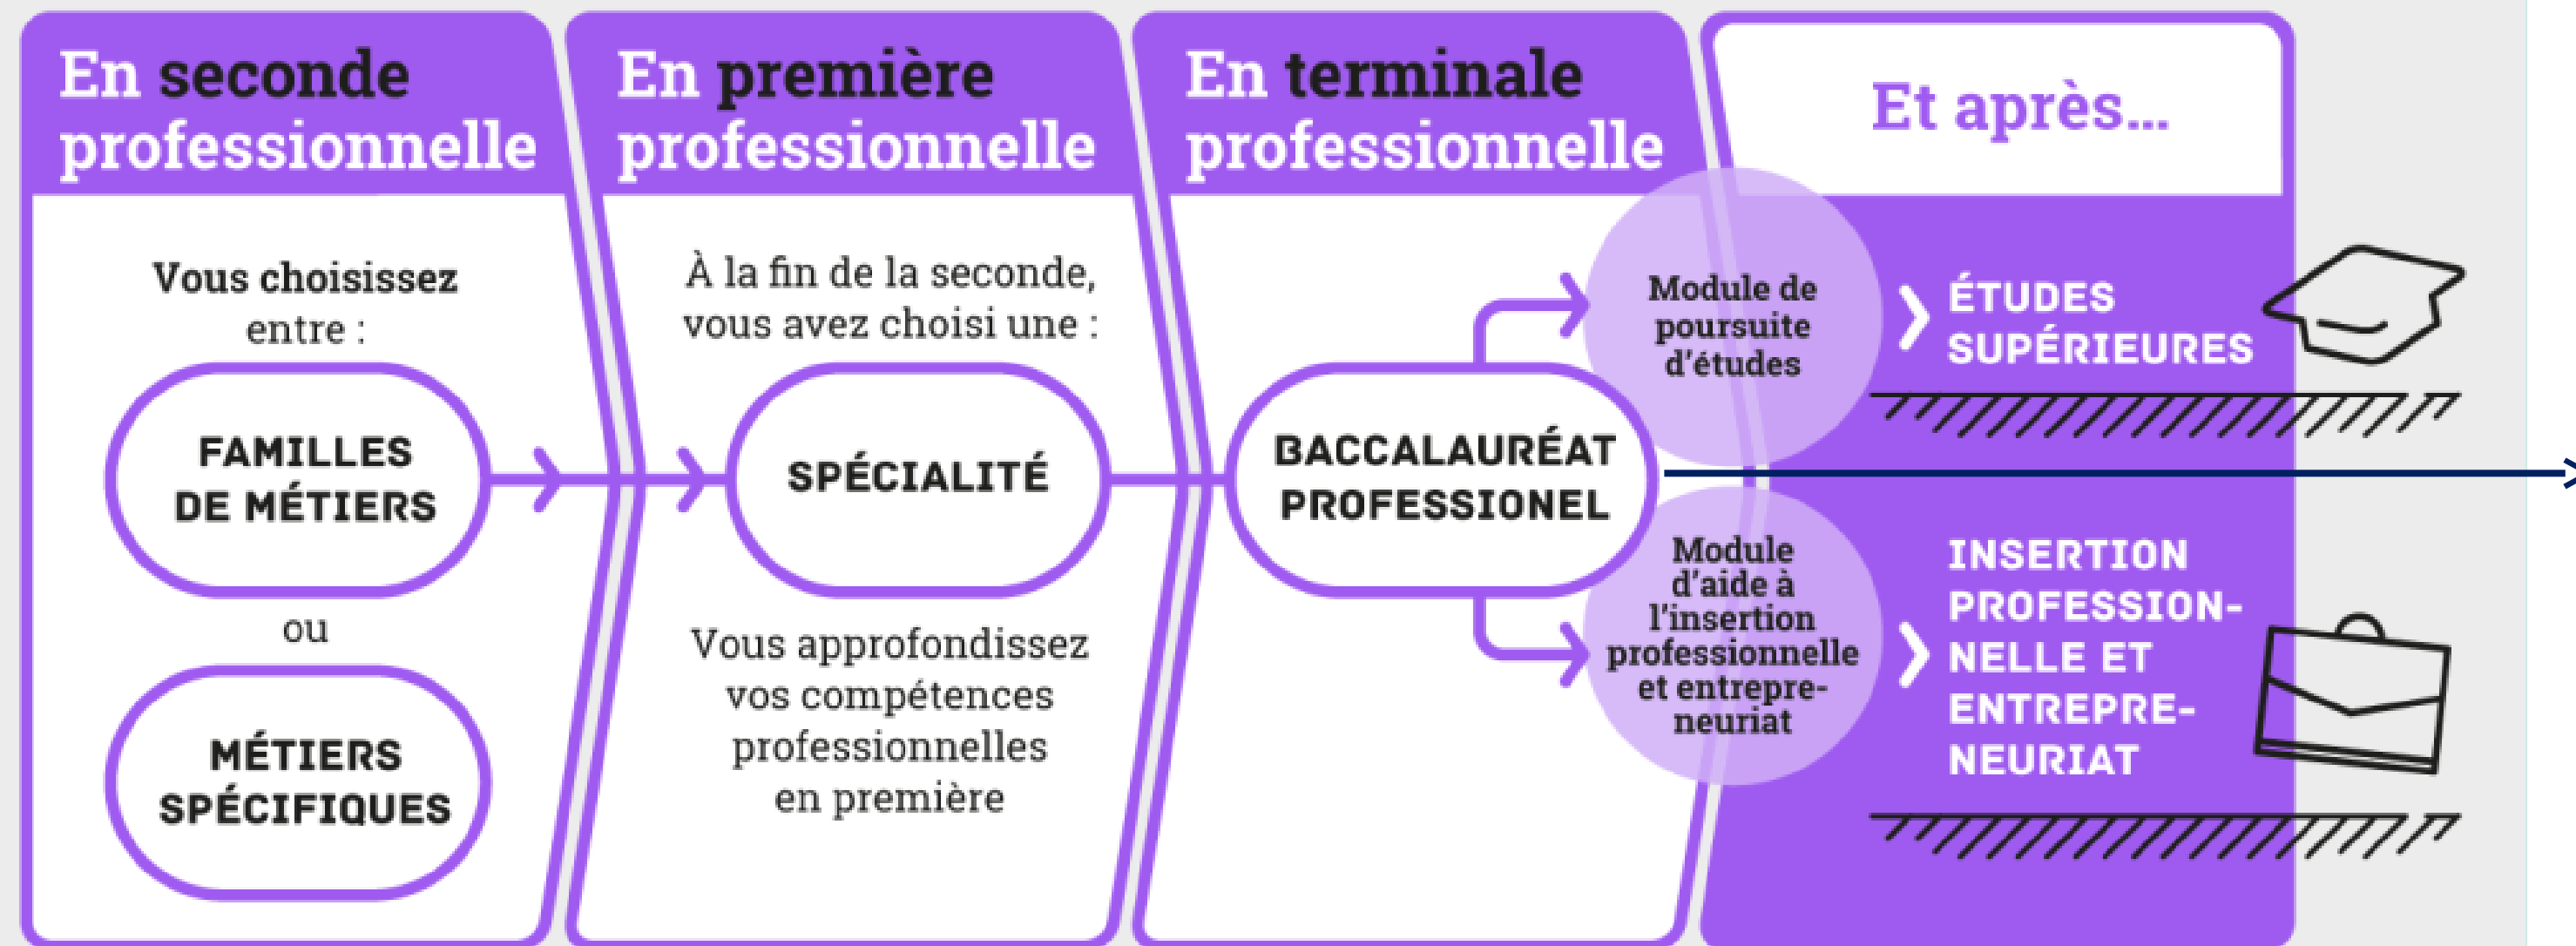 En seconde
professionnelle
Vous choisissez
entre :
FAMILLES
DE MÉTIERS
ou
MÉTIERS
SPÉCIFIQUES
En première
professionnelle
À la fin de la seconde,
vous avez choisi une :
SPÉCIALITÉ
Vous approfondissez
vos compétences
professionnelles
en première
En terminale
professionnelle
BACCALAURÉAT
PROFESSIONEL
Module de
poursuite
d'études
Module
d'aide à
l'insertion
professionnelle
et entrepre-
neuriat
Et après...
ÉTUDES
SUPÉRIEURES
INSERTION
PROFESSION-
NELLE ET
ENTREPRE-
NEURIAT